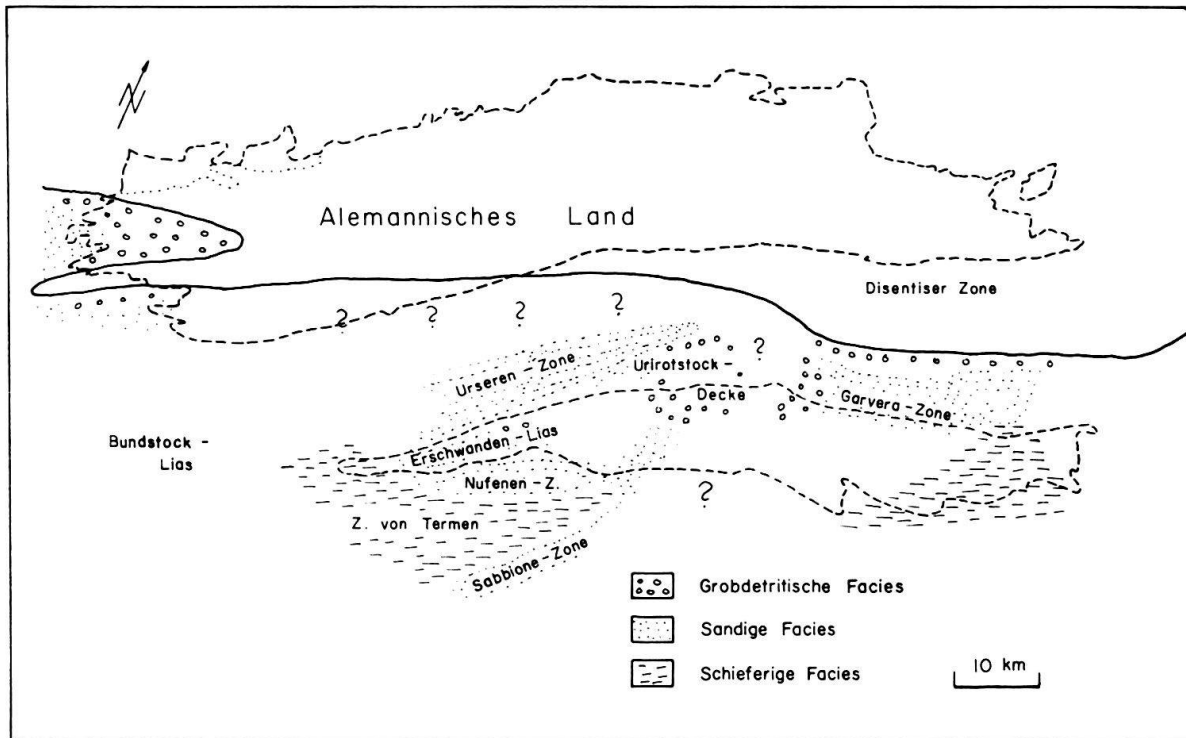 N
Alemannisches Land
Disentiser Zone
?
?
?
?
?
Urseren-Zone
Urirotstock-
Decke
Garvera-Zone
Bundstock-
Lias
Erschwanden-Lias
Nufenen-Z.
?
Z. von Termen
Sabbione-Zone
Grobdetritische Facies
Sandige Facies
Schieferige Facies
10 km